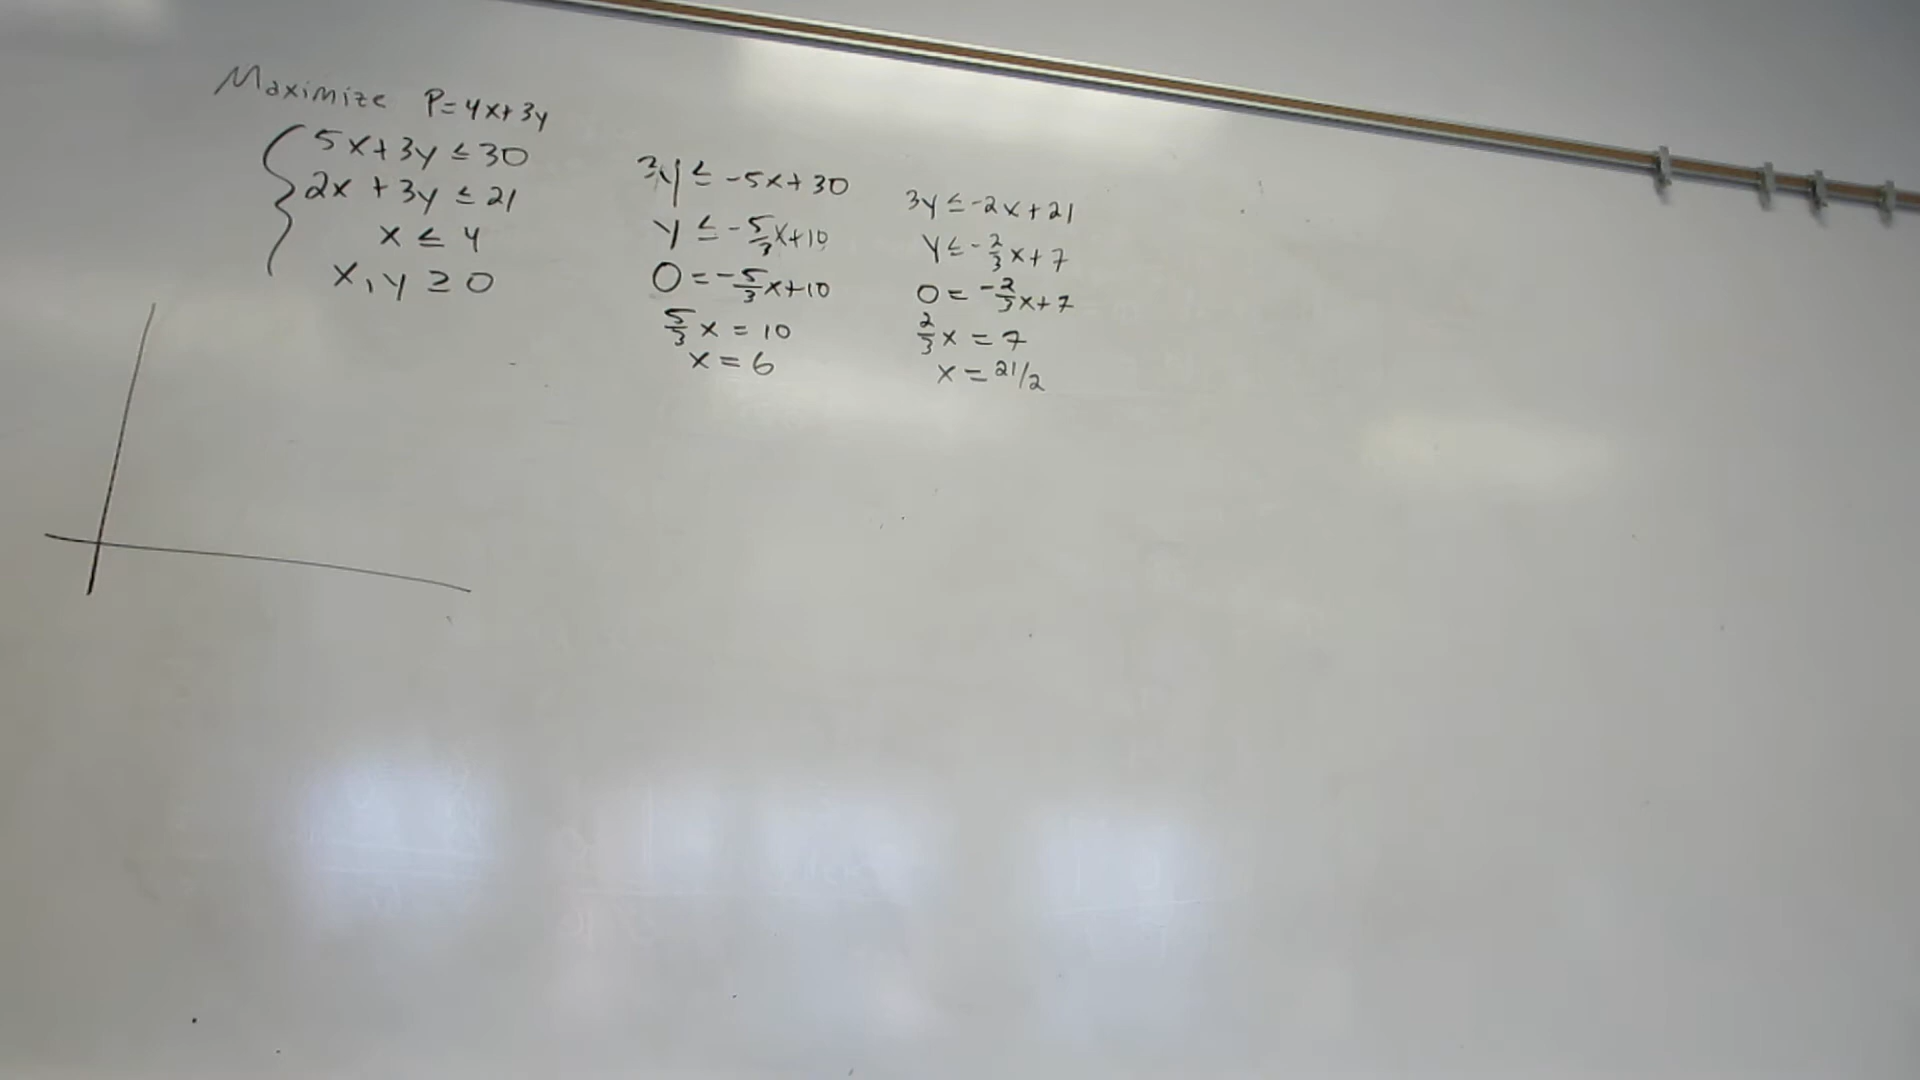 Maximize P=4x+3y
5x+3y ≤ 30
2x + 3y ≤ 21
x ≤ 4
x, y ≥ 0
3y ≤ -5x+30
y ≤ -5/3x+10
0 = -5/3x+10
5/3x = 10
x = 6
3y ≤ -2x+21
y ≤ -2/3x+7
0 = -2/3x+7
2/3x = 7
x = 21/2